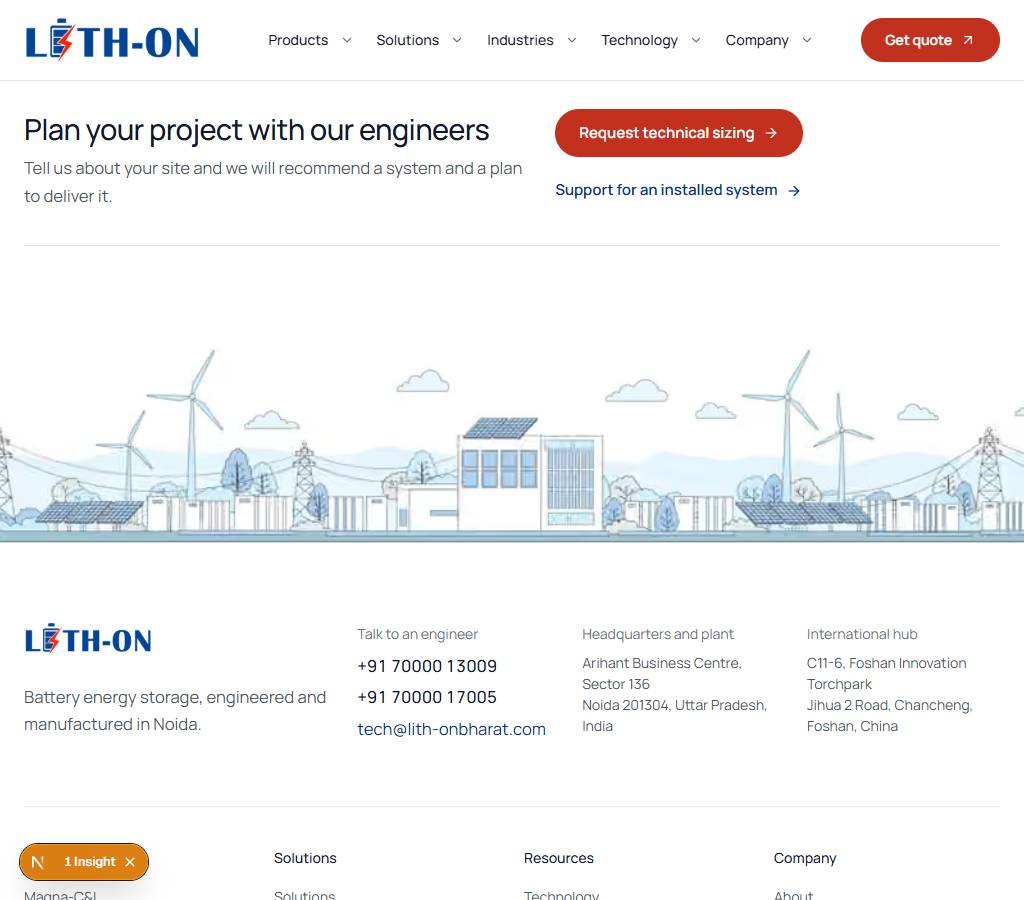 LITH-ON
Products
Solutions
Industries
Technology
Company
Get quote
Plan your project with our engineers
Tell us about your site and we will recommend a system and a plan
to deliver it.
Request technical sizing
Support for an installed system
LITH-ON
Battery energy storage, engineered and
manufactured in Noida.
Talk to an engineer
+91 70000 13009
+91 70000 17005
tech@lith-onbharat.com
Headquarters and plant
Arihant Business Centre,
Sector 136
Noida 201304, Uttar Pradesh,
India
International hub
C11-6, Foshan Innovation
Torchpark
Jihua 2 Road, Chancheng,
Foshan, China
N
1 Insight
Magna-C&I
Solutions
Solutions
Resources
Technology
Company
About